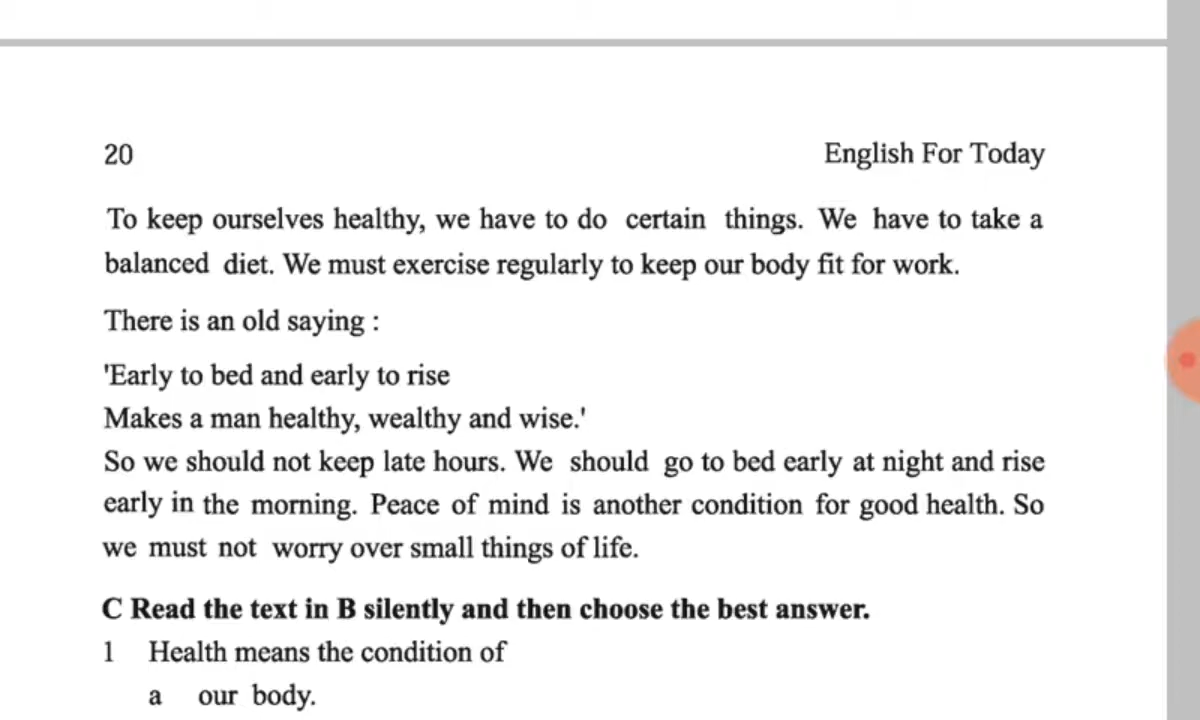 20 English For Today
To keep ourselves healthy, we have to do certain things. We have to take a
balanced diet. We must exercise regularly to keep our body fit for work.
There is an old saying :
'Early to bed and early to rise
Makes a man healthy, wealthy and wise.'
So we should not keep late hours. We should go to bed early at night and rise
early in the morning. Peace of mind is another condition for good health. So
we must not worry over small things of life.
C Read the text in B silently and then choose the best answer.
1 Health means the condition of
a our body.